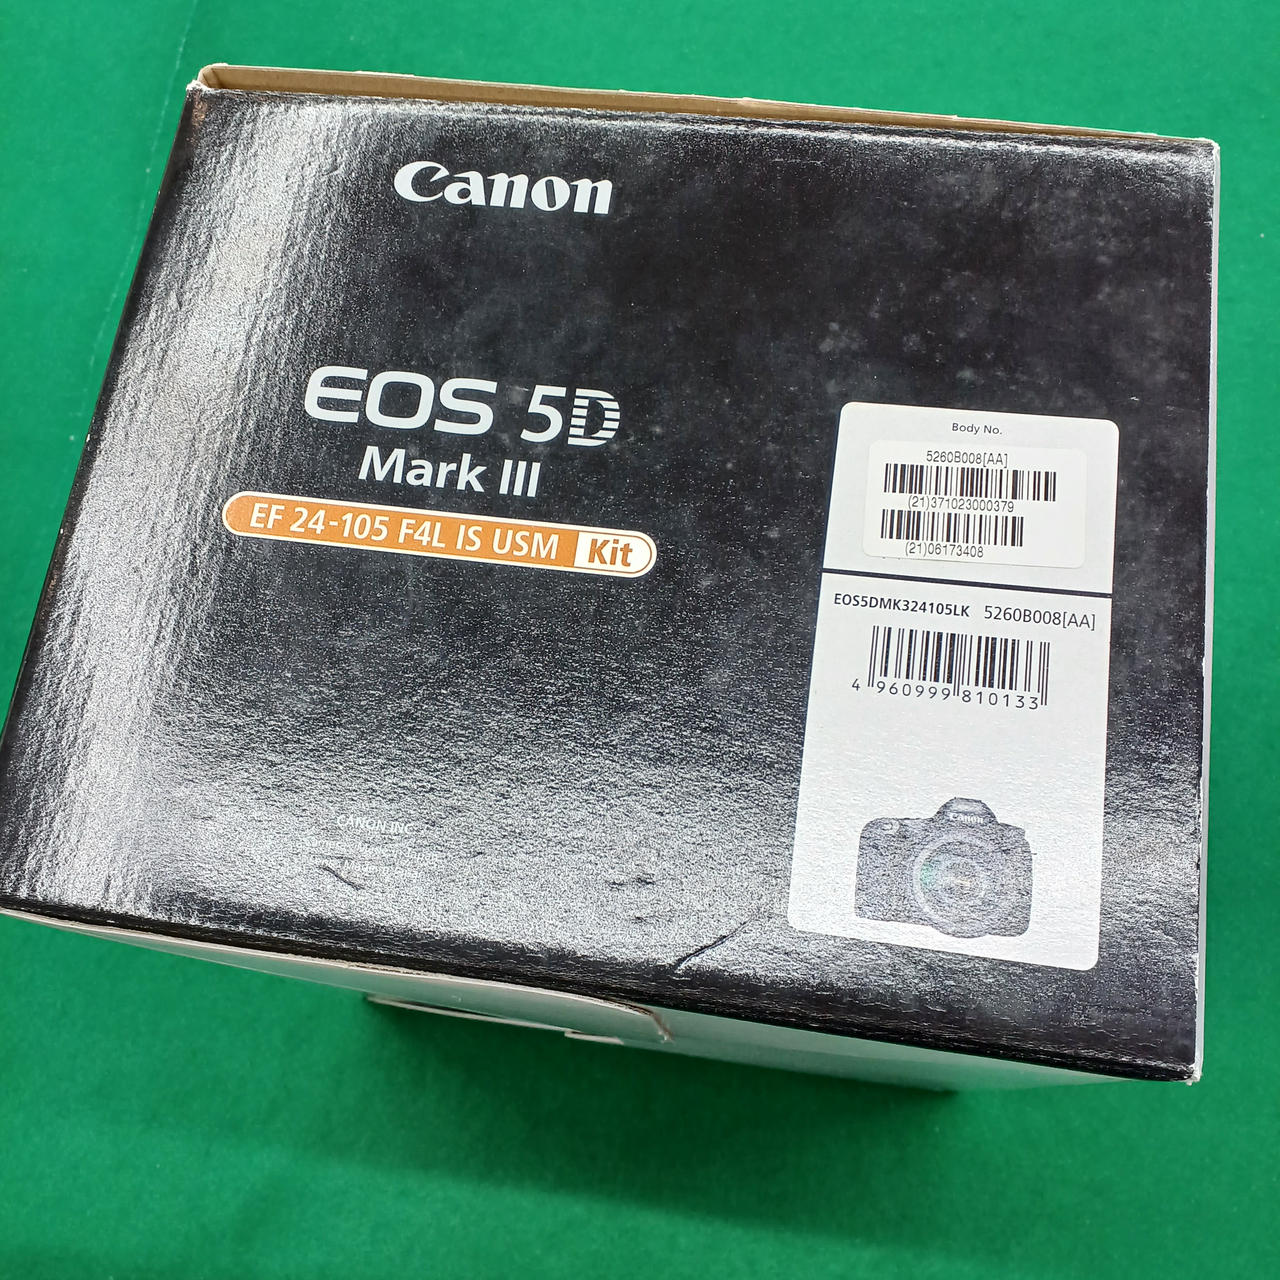 Canon
EOS 5D
Mark III
EF 24-105 F4L IS USM Kit
Body No.
5260B008[AA]
(21)371023000379
(21)06173408
EOS5DMK324105LK 5260B008[AA]
4 960999 810133
Canon
CANON INC.